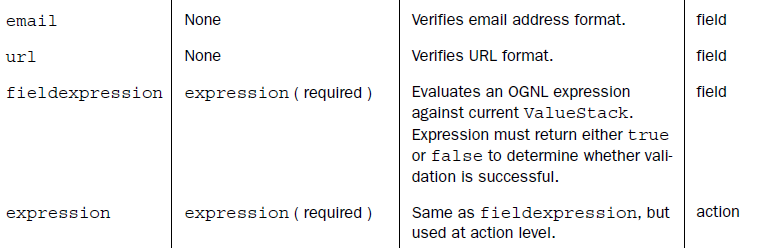 email None Verifies email address format. field
url None Verifies URL format. field
fieldexpression expression ( required ) Evaluates an OGNL expression field
against current ValueStack.
Expression must return either true
or false to determine whether vali-
dation is successful.
expression expression ( required ) Same as fieldexpression, but action
used at action level.